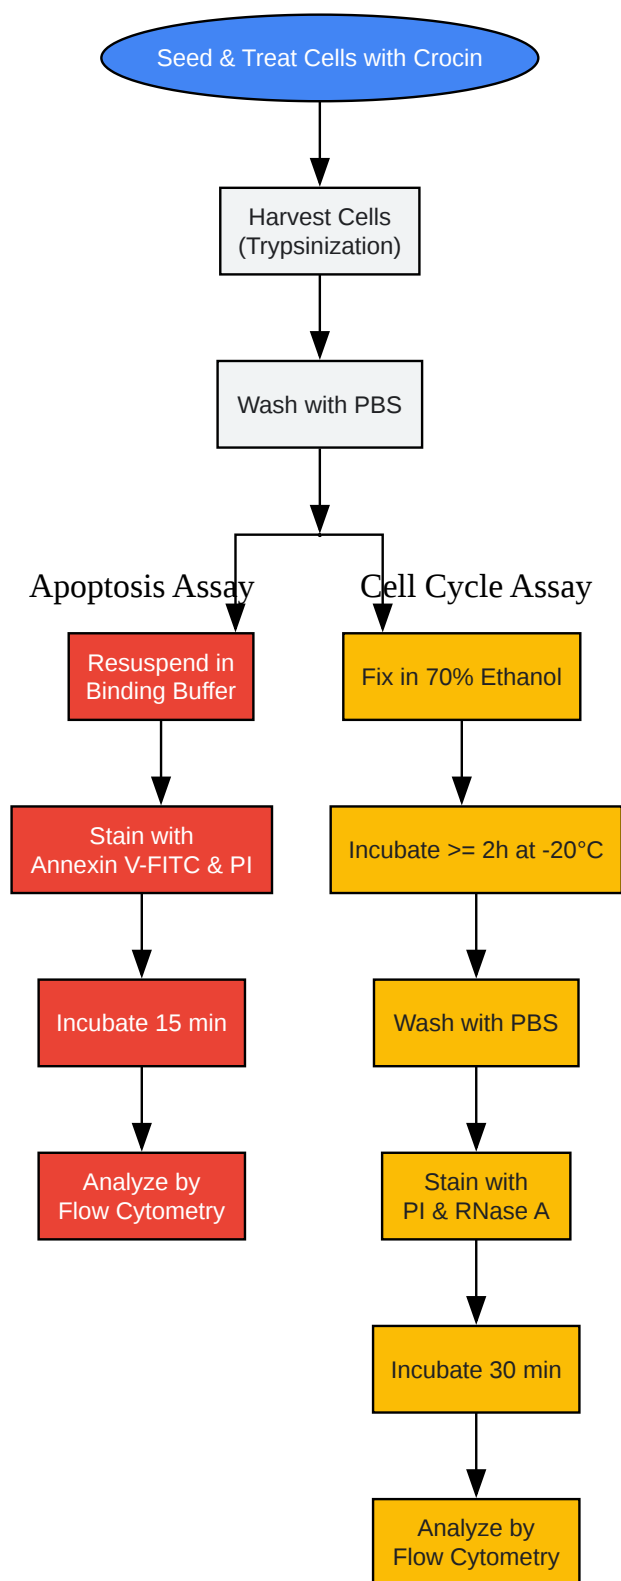 Seed & Treat Cells with Crocin
Harvest Cells
(Trypsinization)
Wash with PBS
Apoptosis Assay
Resuspend in
Binding Buffer
Stain with
Annexin V-FITC & PI
Incubate 15 min
Analyze by
Flow Cytometry
Cell Cycle Assay
Fix in 70% Ethanol
Incubate >= 2h at -20°C
Wash with PBS
Stain with
PI & RNase A
Incubate 30 min
Analyze by
Flow Cytometry